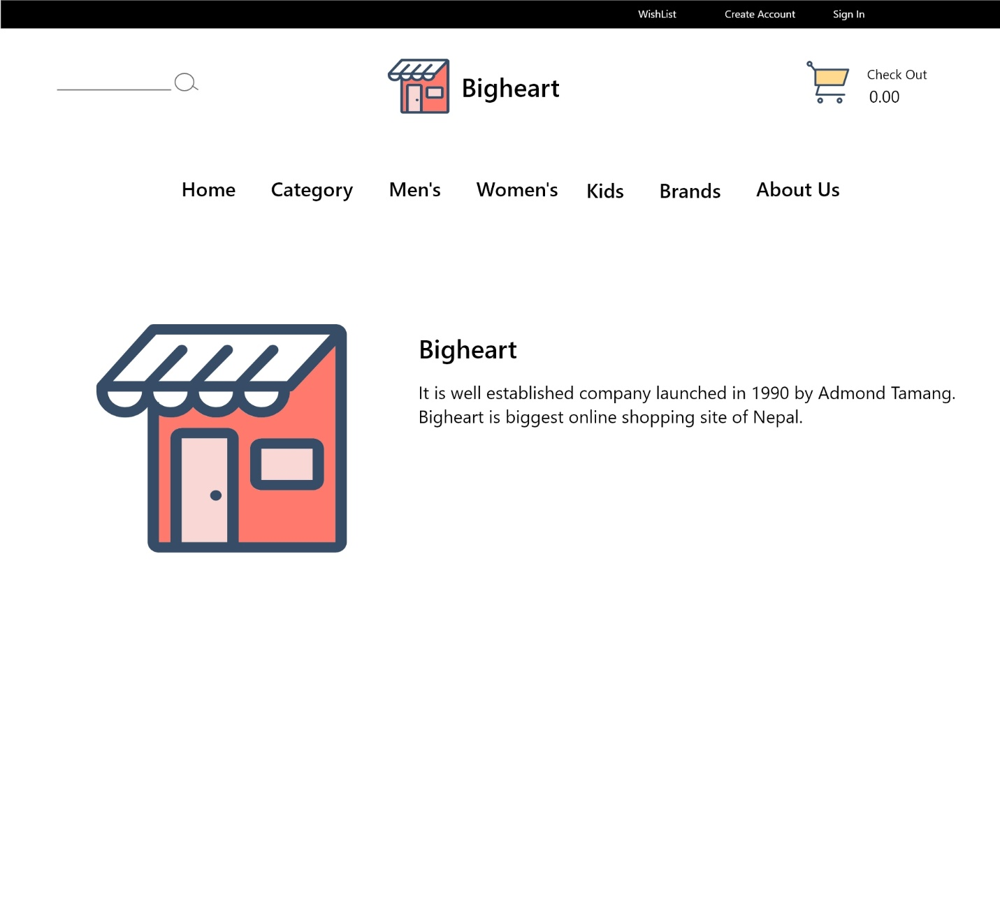 WishList Create Account Sign In
Bigheart
Check Out
0.00
Home Category Men's Women's Kids Brands About Us
Bigheart
It is well established company launched in 1990 by Admond Tamang.
Bigheart is biggest online shopping site of Nepal.